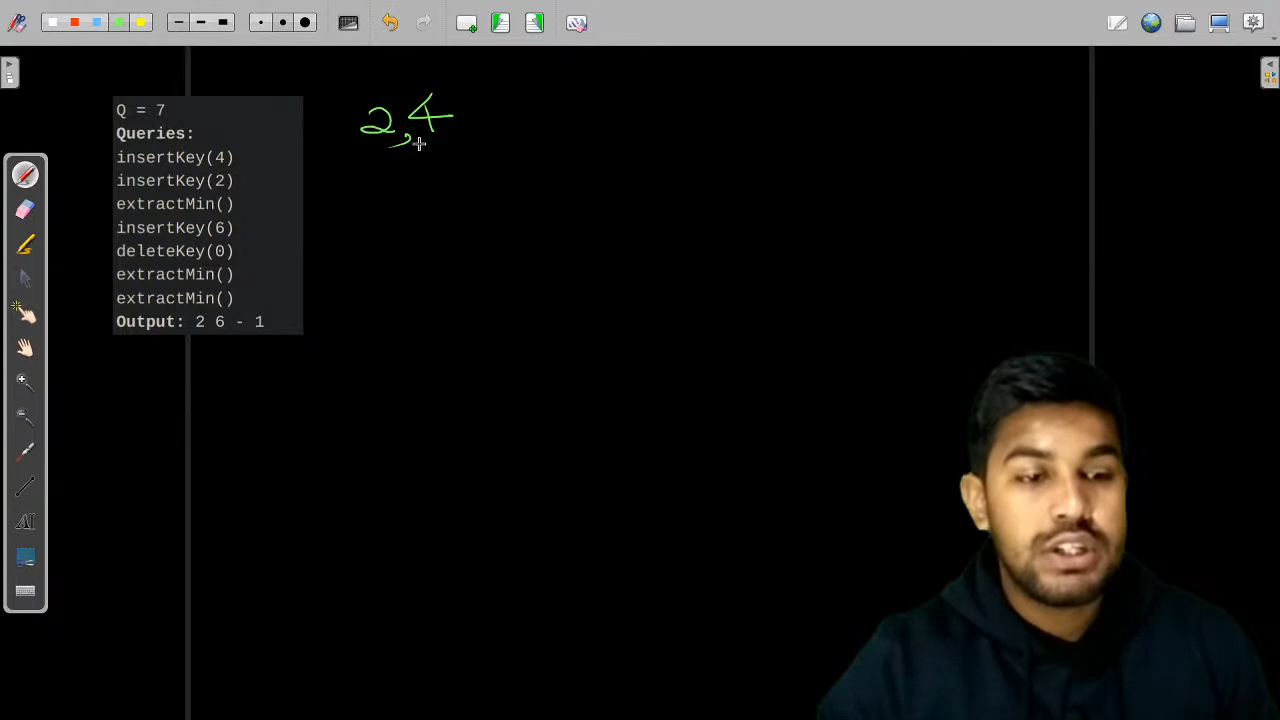 Q = 7
Queries:
insertKey(4)
insertKey(2)
extractMin()
insertKey(6)
deleteKey(0)
extractMin()
extractMin()
Output: 2 6 - 1
2,4